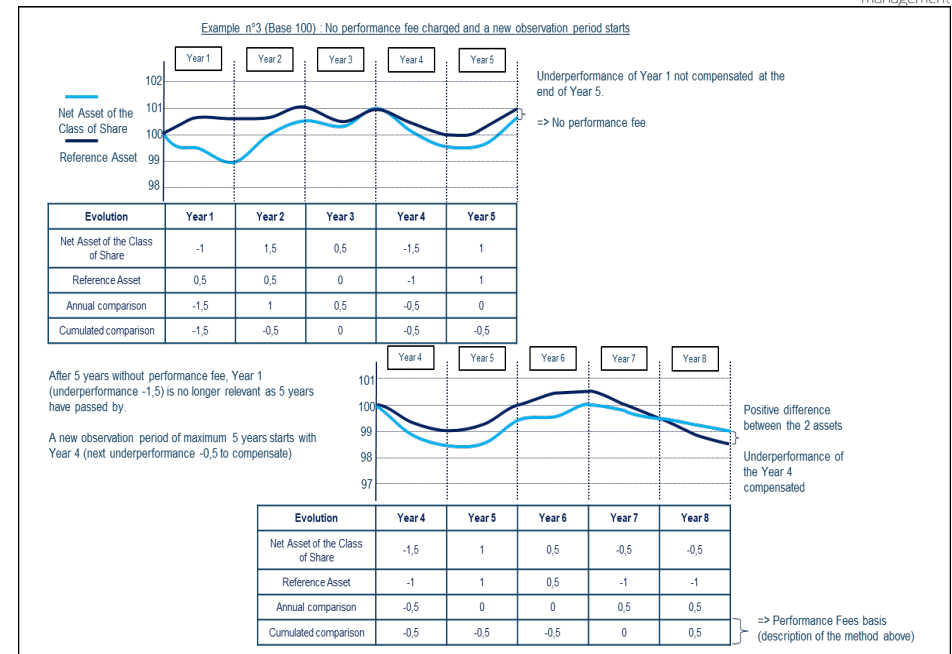 management
Example n°3 (Base 100) : No performance fee charged and a new observation period starts
Year 1 Year 2 Year 3 Year 4 Year 5
102
101
100
99
98
Net Asset of the
Class of Share
Reference Asset
Underperformance of Year 1 not compensated at the
end of Year 5.
=> No performance fee
Evolution Year 1 Year 2 Year 3 Year 4 Year 5
Net Asset of the Class
of Share
-1 1,5 0,5 -1,5 1
Reference Asset 0,5 0,5 0 -1 1
Annual comparison -1,5 1 0,5 -0,5 0
Cumulated comparison -1,5 -0,5 0 -0,5 -0,5
After 5 years without performance fee, Year 1
(underperformance -1,5) is no longer relevant as 5 years
have passed by.
A new observation period of maximum 5 years starts with
Year 4 (next underperformance -0,5 to compensate)
Year 4 Year 5 Year 6 Year 7 Year 8
101
100
99
98
97
Positive difference
between the 2 assets
Underperformance of
the Year 4
compensated
Evolution Year 4 Year 5 Year 6 Year 7 Year 8
Net Asset of the Class
of Share
-1,5 1 0,5 -0,5 -0,5
Reference Asset -1 1 0,5 -1 -1
Annual comparison -0,5 0 0 0,5 0,5
Cumulated comparison -0,5 -0,5 -0,5 0 0,5
=> Performance Fees basis
(description of the method above)